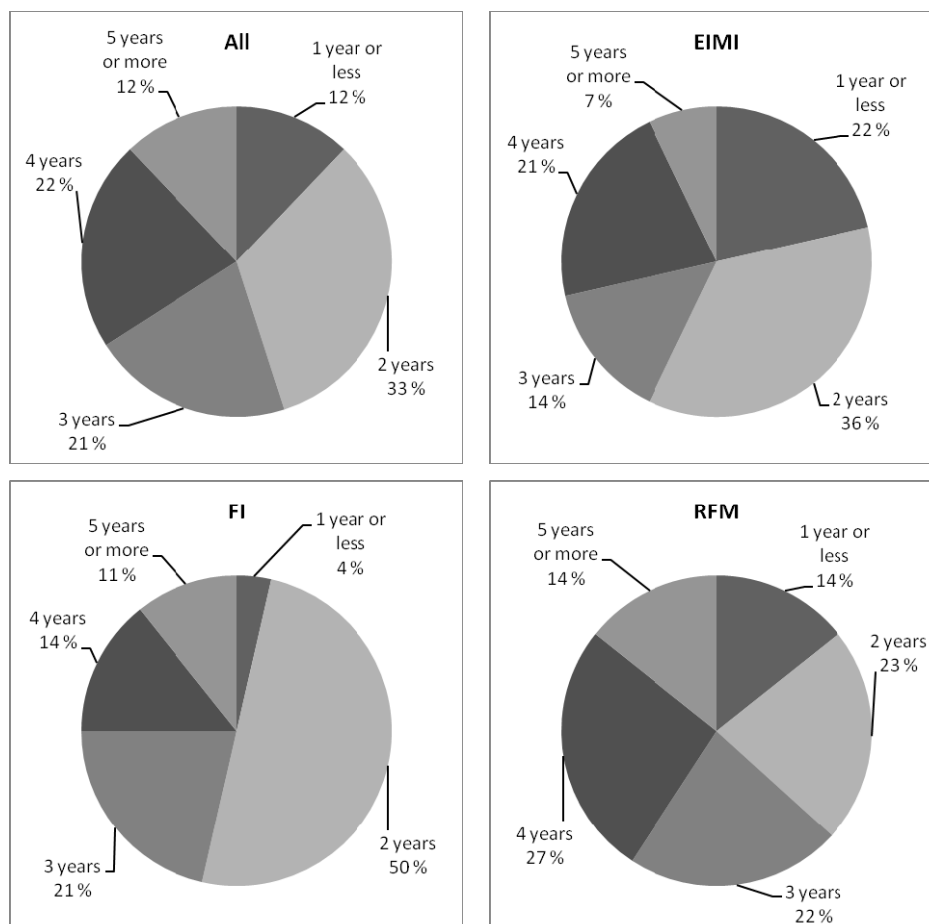 All
5 years
or more
12 %
1 year or
less
12 %
4 years
22 %
2 years
33 %
3 years
21 %
EIMI
5 years
or more
7 %
1 year or
less
22 %
4 years
21 %
3 years
14 %
2 years
36 %
FI
5 years
or more
11 %
1 year or
less
4 %
4 years
14 %
3 years
21 %
2 years
50 %
RFM
5 years
or more
14 %
1 year or
less
14 %
2 years
23 %
4 years
27 %
3 years
22 %